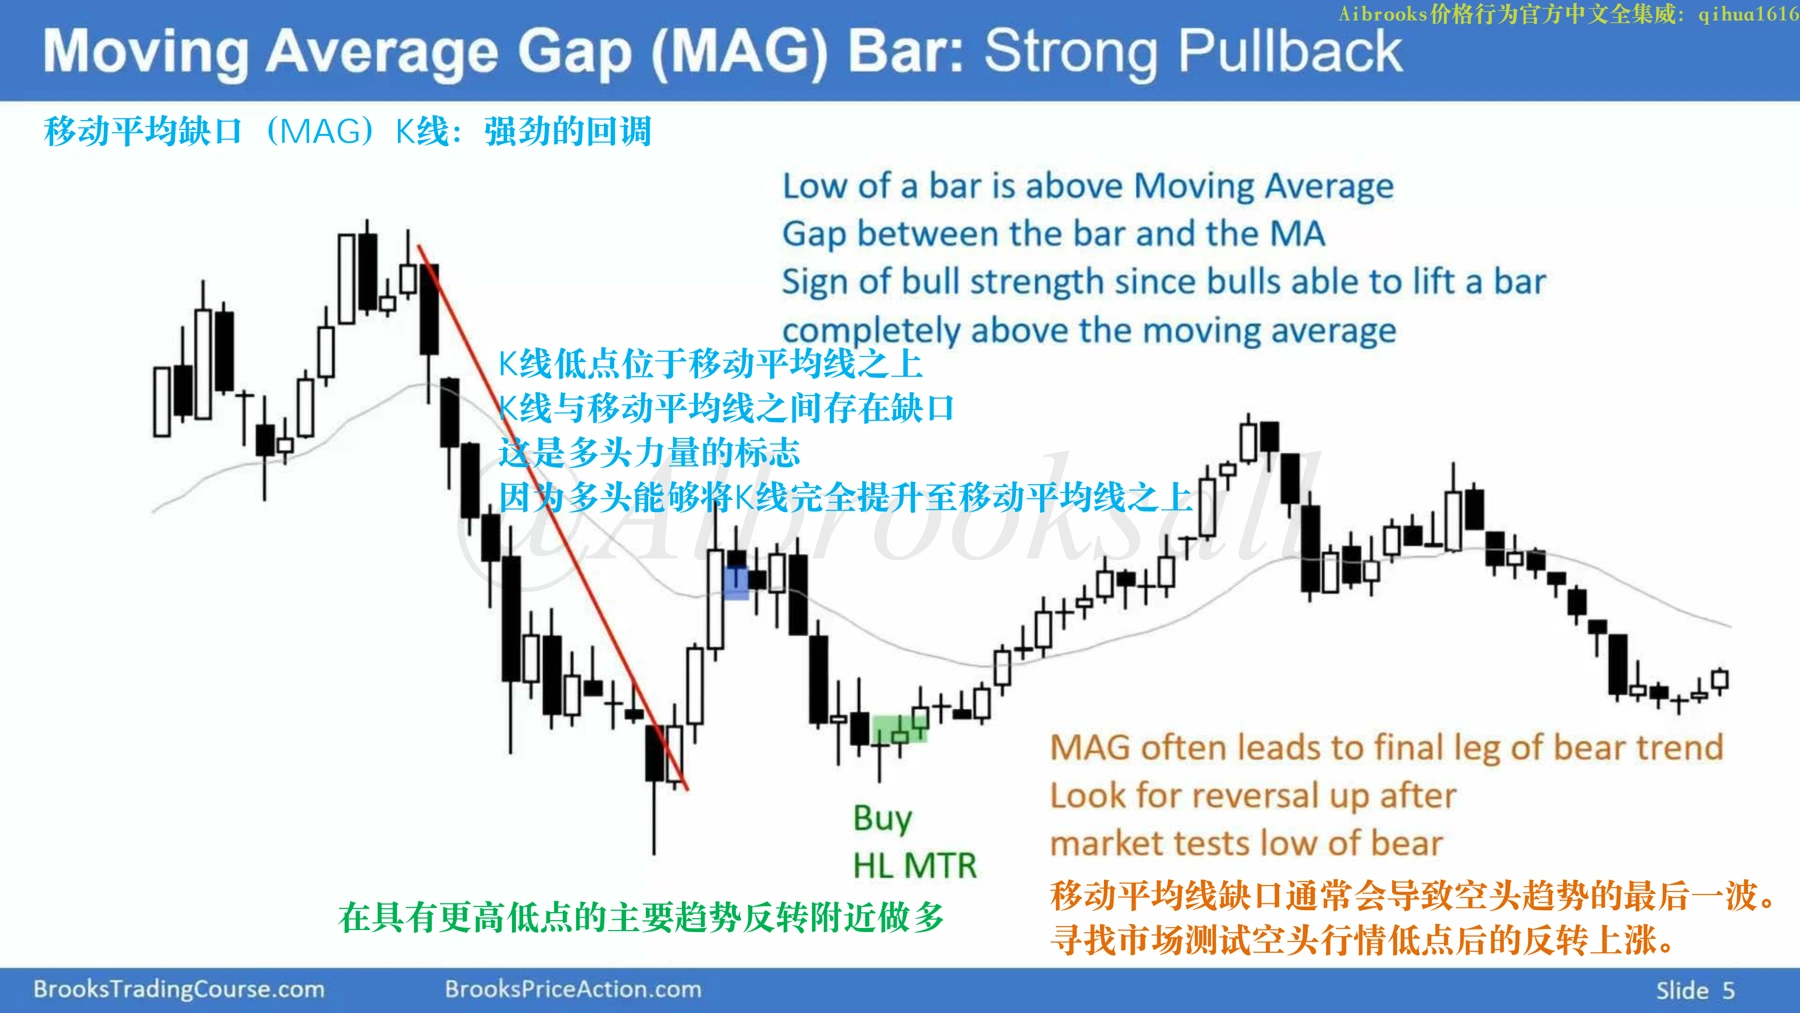 Aibrooks价格行为官方中文全集威：qihua1616
Moving Average Gap (MAG) Bar: Strong Pullback
移动平均缺口（MAG）K线：强劲的回调
Low of a bar is above Moving Average
Gap between the bar and the MA
Sign of bull strength since bulls able to lift a bar
completely above the moving average
K线低点位于移动平均线之上
K线与移动平均线之间存在缺口
这是多头力量的标志
因为多头能够将K线完全提升至移动平均线之上
@Albrooksall
MAG often leads to final leg of bear trend
Look for reversal up after
market tests low of bear
Buy
HL MTR
移动平均线缺口通常会导致空头趋势的最后一波。
寻找市场测试空头行情低点后的反转上涨。
在具有更高低点的主要趋势反转附近做多
BrooksTradingCourse.com
BrooksPriceAction.com
Slide 5